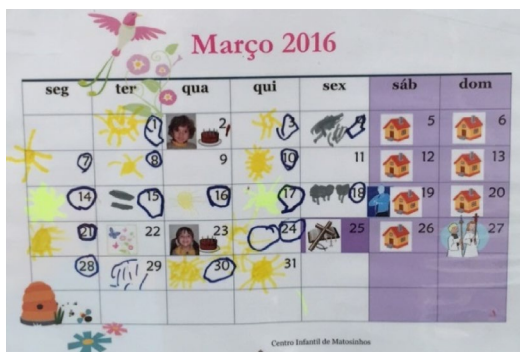 Março 2016
seg ter qua qui sex sáb dom
1 2 3 4 5 6
7 8 9 10 11 12 13
14 15 16 17 18 19 20
21 22 23 24 25 26 27
28 29 30 31
Centro Infantil de Matosinhos